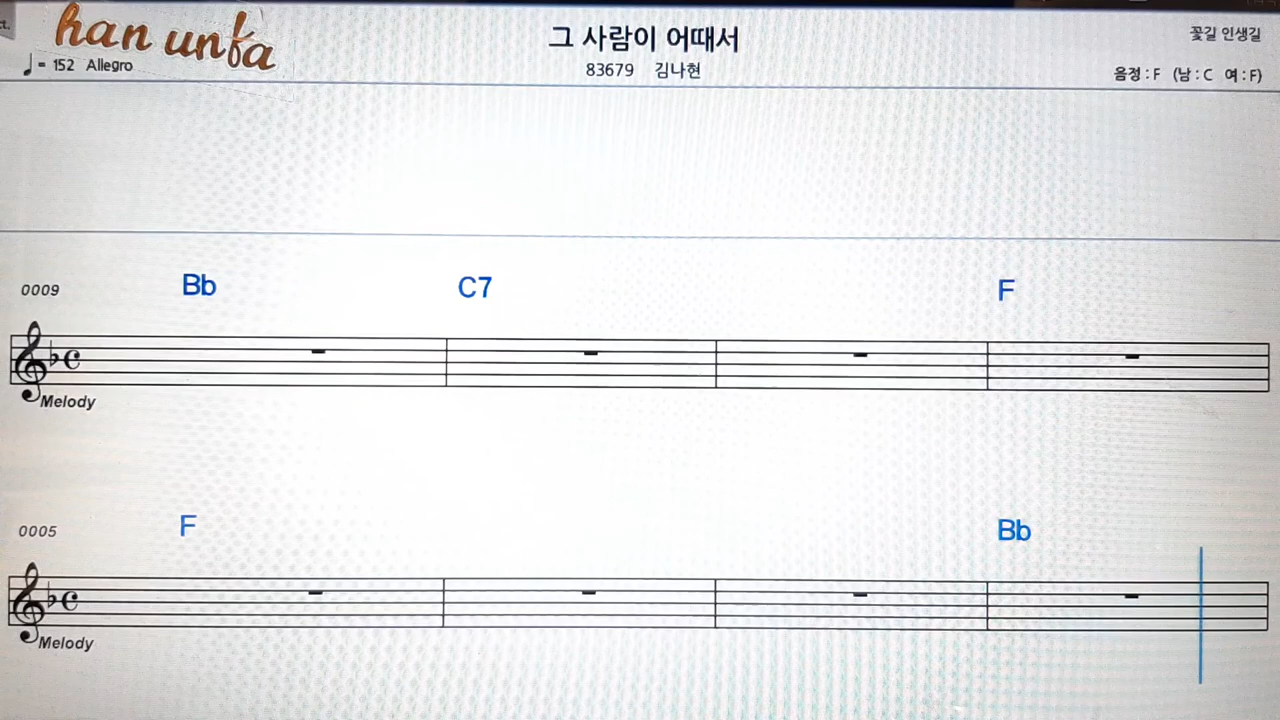 han unfa
♩= 152 Allegro
그 사람이 어때서
83679 김나현
꽃길 인생길
음정 : F (남 : C 여 : F)
0009 Bb C7 F
Melody
0005 F Bb
Melody